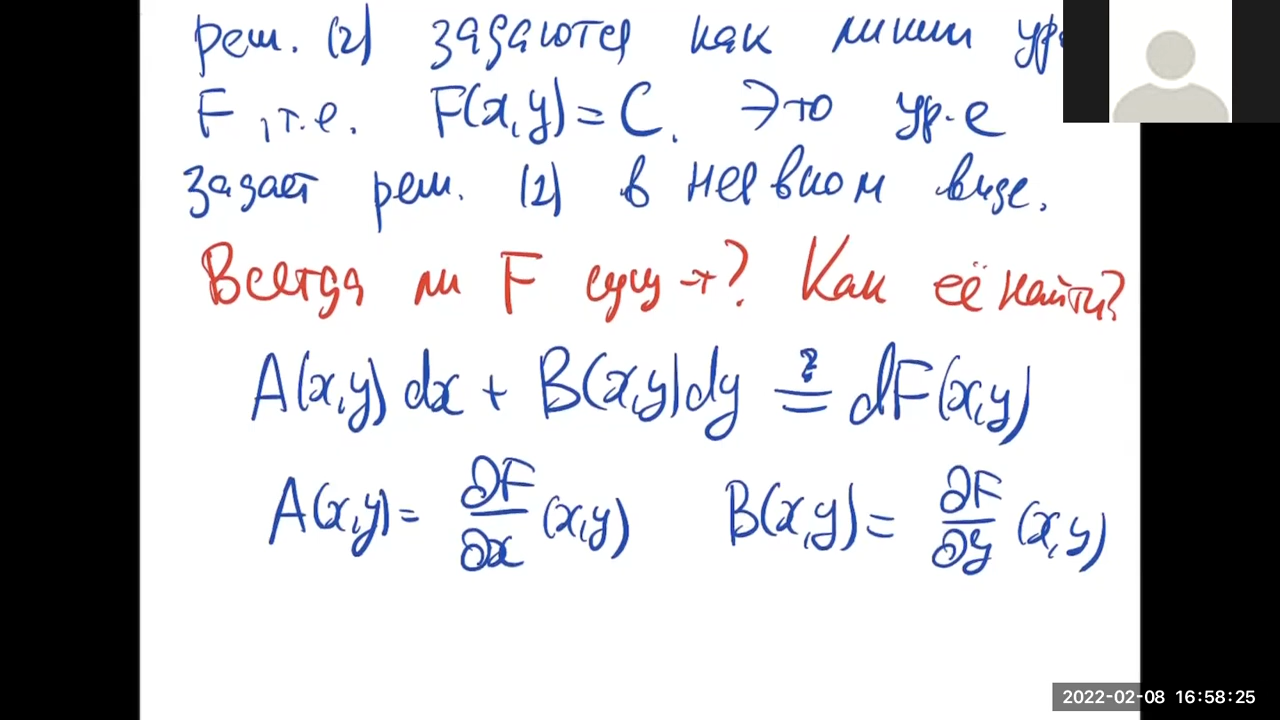 реш. (2) задаются как линии ур
F, т.е. F(x,y) = C. Это ур-е
задает реш. (2) в неявном виде.
Всегда ли F сущ-т? Как её найти?
A(x,y) dx + B(x,y) dy ≟ dF(x,y)
A(x,y) = ∂F/∂x (x,y) B(x,y) = ∂F/∂y (x,y)
2022-02-08 16:58:25